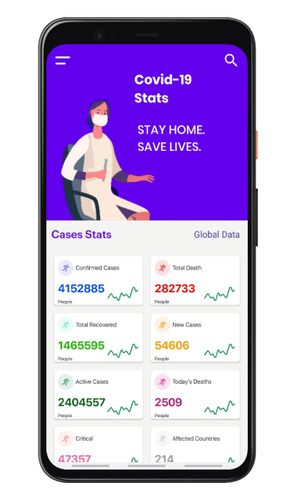 Covid-19
Stats
STAY HOME.
SAVE LIVES.
Cases Stats
Global Data
Confirmed Cases
4152885
People
Total Death
282733
People
Total Recovered
1465595
People
New Cases
54606
People
Active Cases
2404557
People
Today's Deaths
2509
People
Critical
47357
Affected Countries
214